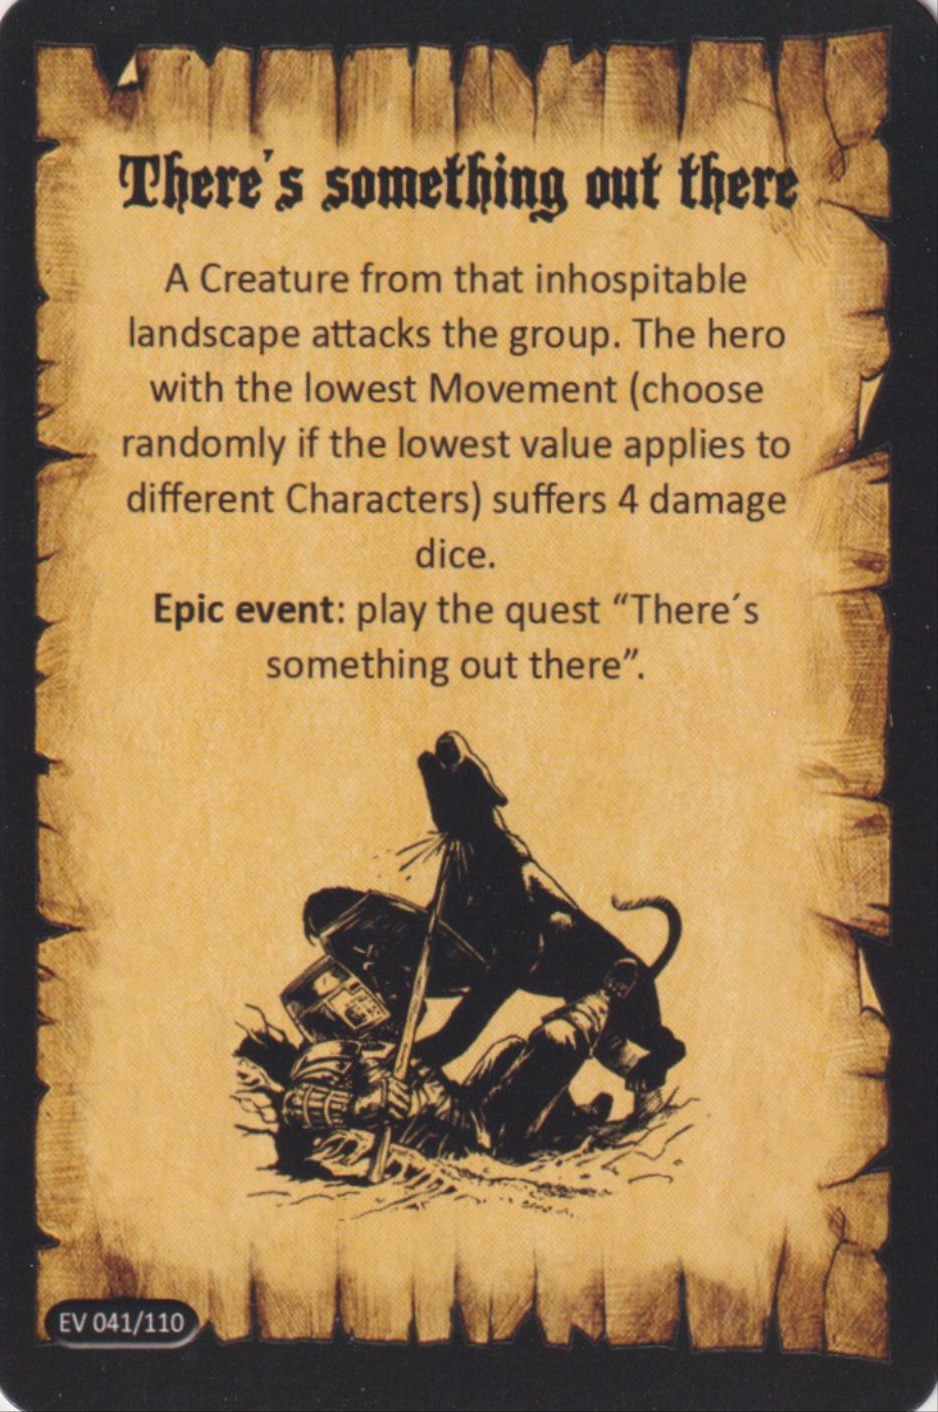 There´s something out there
A Creature from that inhospitable
landscape attacks the group. The hero
with the lowest Movement (choose
randomly if the lowest value applies to
different Characters) suffers 4 damage
dice.
Epic event: play the quest “There´s
something out there”.
EV 041/110